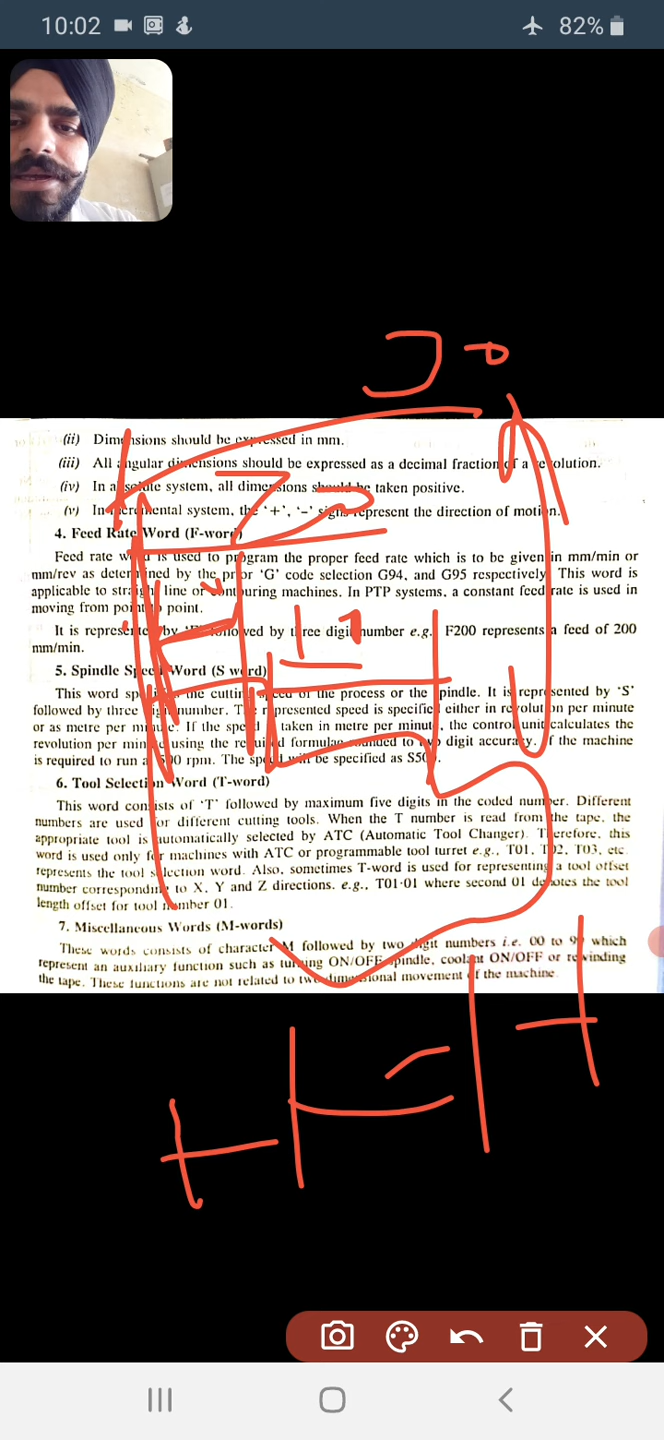 10:02
82%
(ii) Dimensions should be expressed in mm.
(iii) All angular dimensions should be expressed as a decimal fraction of a revolution.
(iv) In absolute system, all dimensions should be taken positive.
(v) In incremental system, the '+', '-' signs represent the direction of motion.
4. Feed Rate Word (F-word)
Feed rate word is used to program the proper feed rate which is to be given in mm/min or
mm/rev as determined by the prior 'G' code selection G94, and G95 respectively. This word is
applicable to straight line or contouring machines. In PTP systems, a constant feed rate is used in
moving from point to point.
It is represented by 'F' followed by three digit number e.g. F200 represents a feed of 200
mm/min.
5. Spindle Speed Word (S word)
This word specifies the cutting speed of the process or the spindle. It is represented by 'S'
followed by three digit number. The represented speed is specified either in revolution per minute
or as metre per minute. If the speed is taken in metre per minute, the control unit calculates the
revolution per minute using the required formulae rounded to two digit accuracy. If the machine
is required to run at 500 rpm. The speed will be specified as S500.
6. Tool Selection Word (T-word)
This word consists of 'T' followed by maximum five digits in the coded number. Different
numbers are used for different cutting tools. When the T number is read from the tape, the
appropriate tool is automatically selected by ATC (Automatic Tool Changer). Therefore, this
word is used only for machines with ATC or programmable tool turret e.g., T01, T02, T03, etc.
represents the tool selection word. Also, sometimes T-word is used for representing a tool offset
number corresponding to X, Y and Z directions. e.g., T01·01 where second 01 denotes the tool
length offset for tool number 01.
7. Miscellaneous Words (M-words)
These words consists of character M followed by two digit numbers i.e. 00 to 99 which
represent an auxiliary function such as turning ON/OFF spindle, coolant ON/OFF or rewinding
the tape. These functions are not related to two dimensional movement of the machine.